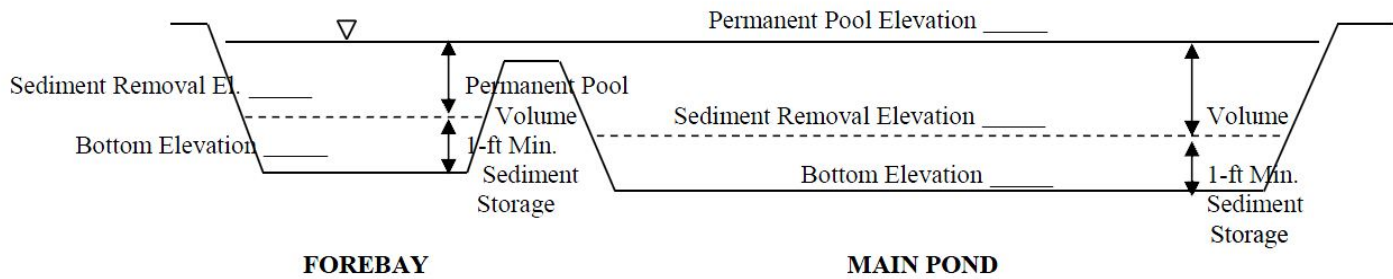 Permanent Pool Elevation _____
Sediment Removal El. _____
Permanent Pool
Volume
Sediment Removal Elevation _____
Volume
Bottom Elevation _____
1-ft Min.
Sediment
Storage
Bottom Elevation _____
1-ft Min.
Sediment
Storage
FOREBAY
MAIN POND